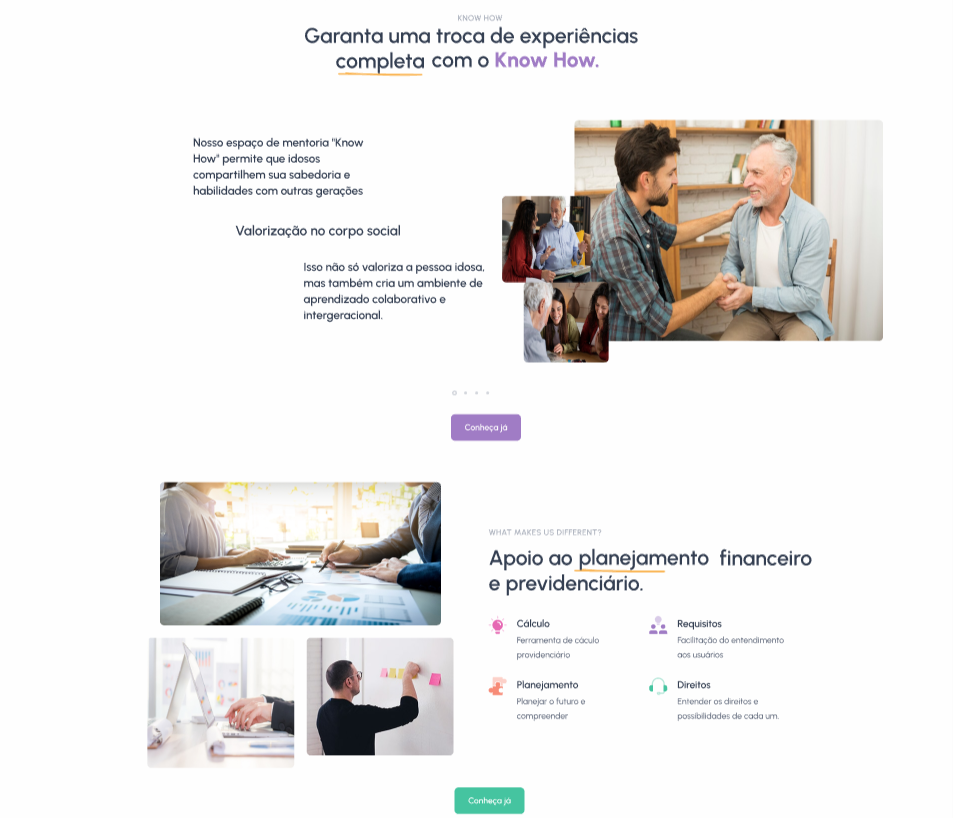 KNOW HOW
Garanta uma troca de experiências
completa com o Know How.
Nosso espaço de mentoria "Know
How" permite que idosos
compartilhem sua sabedoria e
habilidades com outras gerações
Valorização no corpo social
Isso não só valoriza a pessoa idosa,
mas também cria um ambiente de
aprendizado colaborativo e
intergeracional.
Conheça já
WHAT MAKES US DIFFERENT?
Apoio ao planejamento financeiro
e previdenciário.
Cálculo
Ferramenta de cáculo
providenciário
Requisitos
Facilitação do entendimento
aos usuários
Planejamento
Planejar o futuro e
compreender
Direitos
Entender os direitos e
possibilidades de cada um.
Conheça já